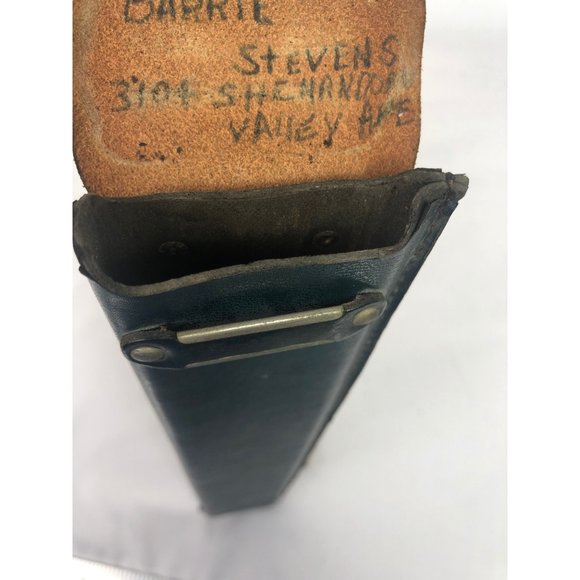 BARRIE
STEVENS
3104 SHENANDOAH
VALLEY AVE